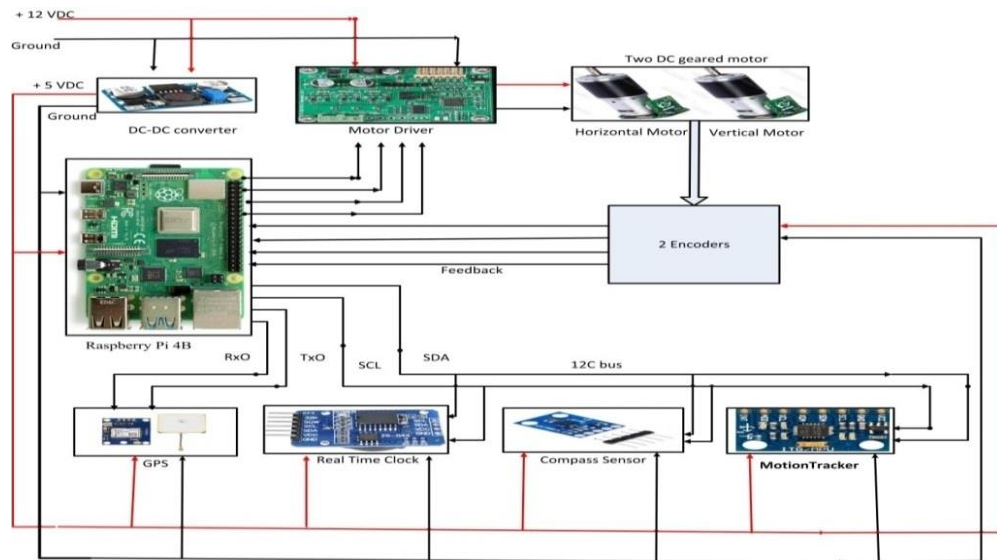 + 12 VDC
Ground
Two DC geared motor
+ 5 VDC
Ground
DC-DC converter
Motor Driver
Horizontal Motor
Vertical Motor
HDMI
2 Encoders
Feedback
Raspberry Pi 4B
RxO
TxO
SCL
SDA
12C bus
GPS
Real Time Clock
Compass Sensor
MotionTracker